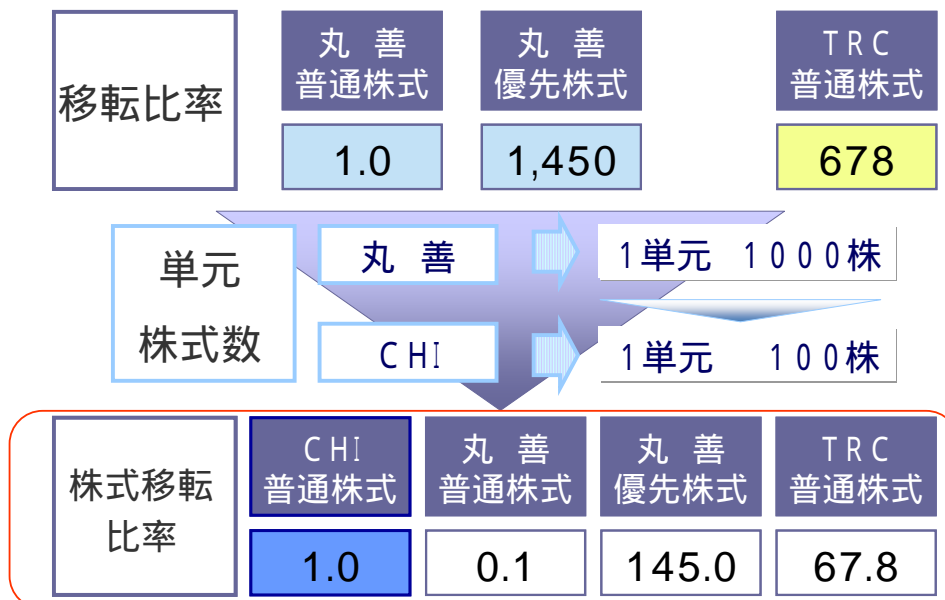 移転比率
丸 善
普通株式
丸 善
優先株式
TRC
普通株式
1.0
1,450
678
単元
株式数
丸 善
1単元 1000株
CHI
1単元 100株
株式移転
比率
CHI
普通株式
丸 善
普通株式
丸 善
優先株式
TRC
普通株式
1.0
0.1
145.0
67.8